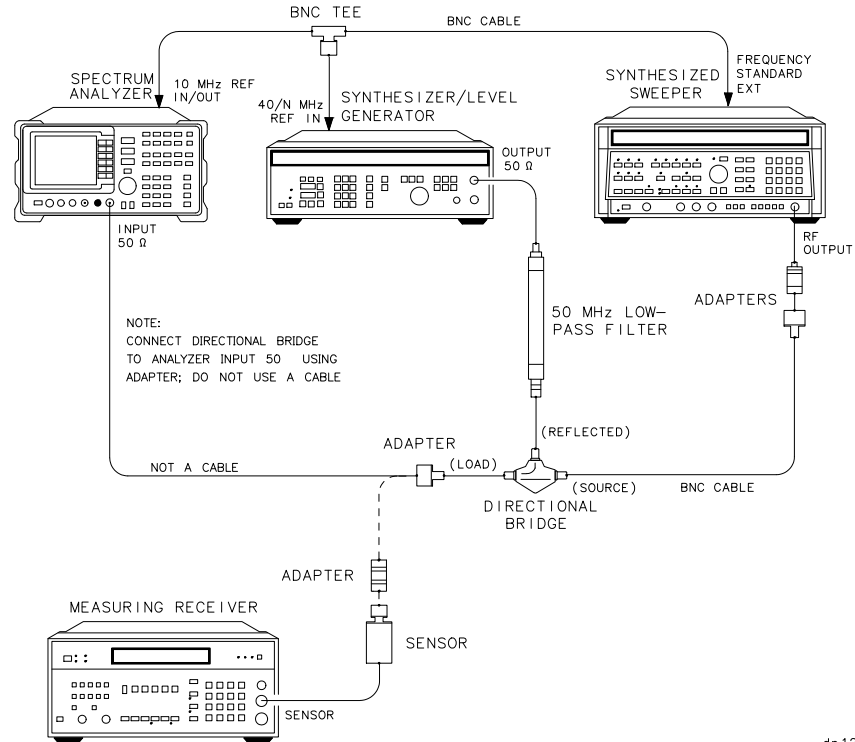 BNC TEE
BNC CABLE
SPECTRUM
ANALYZER
10 MHz REF
IN/OUT
40/N MHz
REF IN
SYNTHESIZER/LEVEL
GENERATOR
SYNTHESIZED
SWEEPER
FREQUENCY
STANDARD
EXT
OUTPUT
50 Ω
INPUT
50 Ω
RF
OUTPUT
ADAPTERS
50 MHz LOW-
PASS FILTER
NOTE:
CONNECT DIRECTIONAL BRIDGE
TO ANALYZER INPUT 50 USING
ADAPTER; DO NOT USE A CABLE
(REFLECTED)
ADAPTER
(LOAD)
NOT A CABLE
(SOURCE)
BNC CABLE
DIRECTIONAL
BRIDGE
ADAPTER
MEASURING RECEIVER
SENSOR
SENSOR